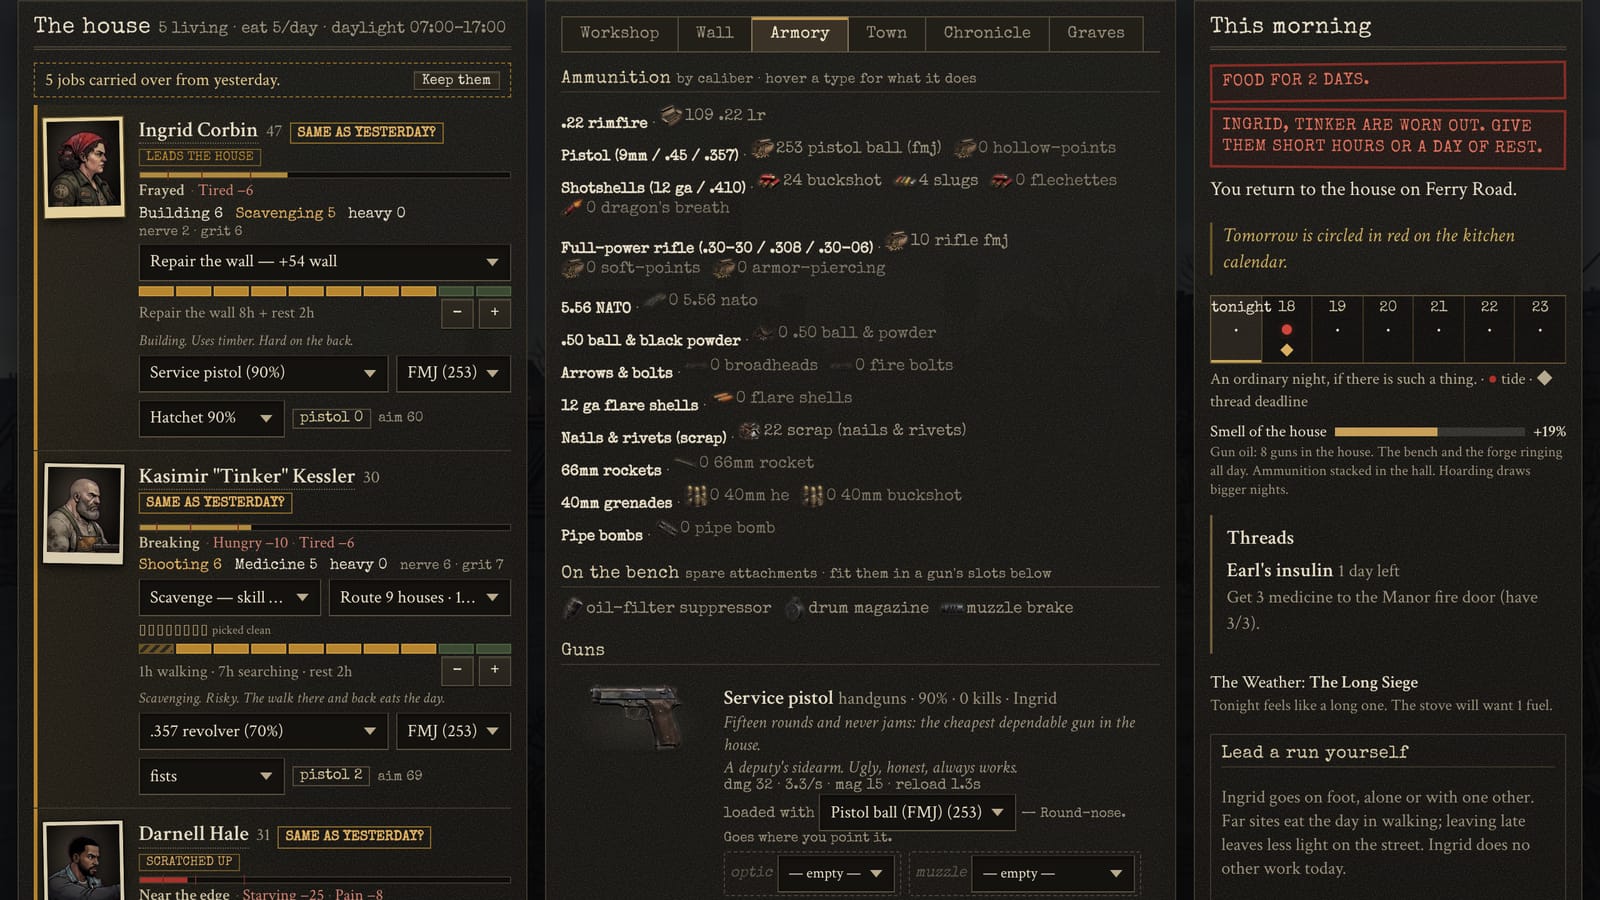 The house 5 living · eat 5/day · daylight 07:00–17:00
5 jobs carried over from yesterday.
Keep them
Ingrid Corbin 47 SAME AS YESTERDAY?
LEADS THE HOUSE
Frayed · Tired −6
Building 6 Scavenging 5 heavy 0
nerve 2 · grit 6
Repair the wall — +54 wall
Repair the wall 8h + rest 2h
− +
Building. Uses timber. Hard on the back.
Service pistol (90%)
FMJ (253)
Hatchet 90%
pistol 0 aim 60
Kasimir "Tinker" Kessler 30
SAME AS YESTERDAY?
Breaking · Hungry −10 · Tired −6
Shooting 6 Medicine 5 heavy 0 nerve 6 · grit 7
Scavenge — skill ...
Route 9 houses · 1...
picked clean
1h walking · 7h searching · rest 2h
− +
Scavenging. Risky. The walk there and back eats the day.
.357 revolver (70%)
FMJ (253)
fists
pistol 2 aim 69
Darnell Hale 31 SAME AS YESTERDAY?
SCRATCHED UP
Near the edge · Starving −25 · Pain −8
Workshop
Wall
Armory
Town
Chronicle
Graves
Ammunition by caliber · hover a type for what it does
.22 rimfire · 109 .22 lr
Pistol (9mm / .45 / .357) · 253 pistol ball (fmj) 0 hollow-points
Shotshells (12 ga / .410) · 24 buckshot 4 slugs 0 flechettes
0 dragon's breath
Full-power rifle (.30-30 / .308 / .30-06) · 10 rifle fmj
0 soft-points 0 armor-piercing
5.56 NATO · 0 5.56 nato
.50 ball & black powder · 0 .50 ball & powder
Arrows & bolts · 0 broadheads 0 fire bolts
12 ga flare shells · 0 flare shells
Nails & rivets (scrap) · 22 scrap (nails & rivets)
66mm rockets · 0 66mm rocket
40mm grenades · 0 40mm he 0 40mm buckshot
Pipe bombs · 0 pipe bomb
On the bench spare attachments · fit them in a gun's slots below
oil-filter suppressor drum magazine muzzle brake
Guns
Service pistol handguns · 90% · 0 kills · Ingrid
Fifteen rounds and never jams: the cheapest dependable gun in the
house.
A deputy's sidearm. Ugly, honest, always works.
dmg 32 · 3.3/s · mag 15 · reload 1.3s
loaded with Pistol ball (FMJ) (253) — Round-nose.
Goes where you point it.
optic — empty — muzzle — empty —
This morning
FOOD FOR 2 DAYS.
INGRID, TINKER ARE WORN OUT. GIVE
THEM SHORT HOURS OR A DAY OF REST.
You return to the house on Ferry Road.
Tomorrow is circled in red on the kitchen
calendar.
tonight 18 19 20 21 22 23
An ordinary night, if there is such a thing. · ● tide · ◆
thread deadline
Smell of the house +19%
Gun oil: 8 guns in the house. The bench and the forge ringing
all day. Ammunition stacked in the hall. Hoarding draws
bigger nights.
Threads
Earl's insulin 1 day left
Get 3 medicine to the Manor fire door (have
3/3).
The Weather: The Long Siege
Tonight feels like a long one. The stove will want 1 fuel.
Lead a run yourself
Ingrid goes on foot, alone or with one other.
Far sites eat the day in walking; leaving late
leaves less light on the street. Ingrid does no
other work today.